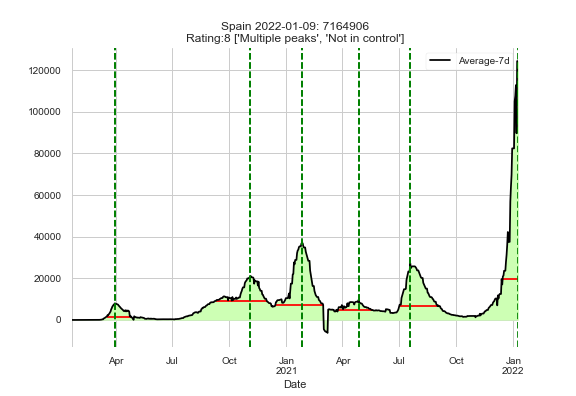 Spain 2022-01-09: 7164906
Rating:8 ['Multiple peaks', 'Not in control']
Average-7d
120000
100000
80000
60000
40000
20000
0
Apr Jul Oct Jan Apr Jul Oct Jan
2021 2022
Date